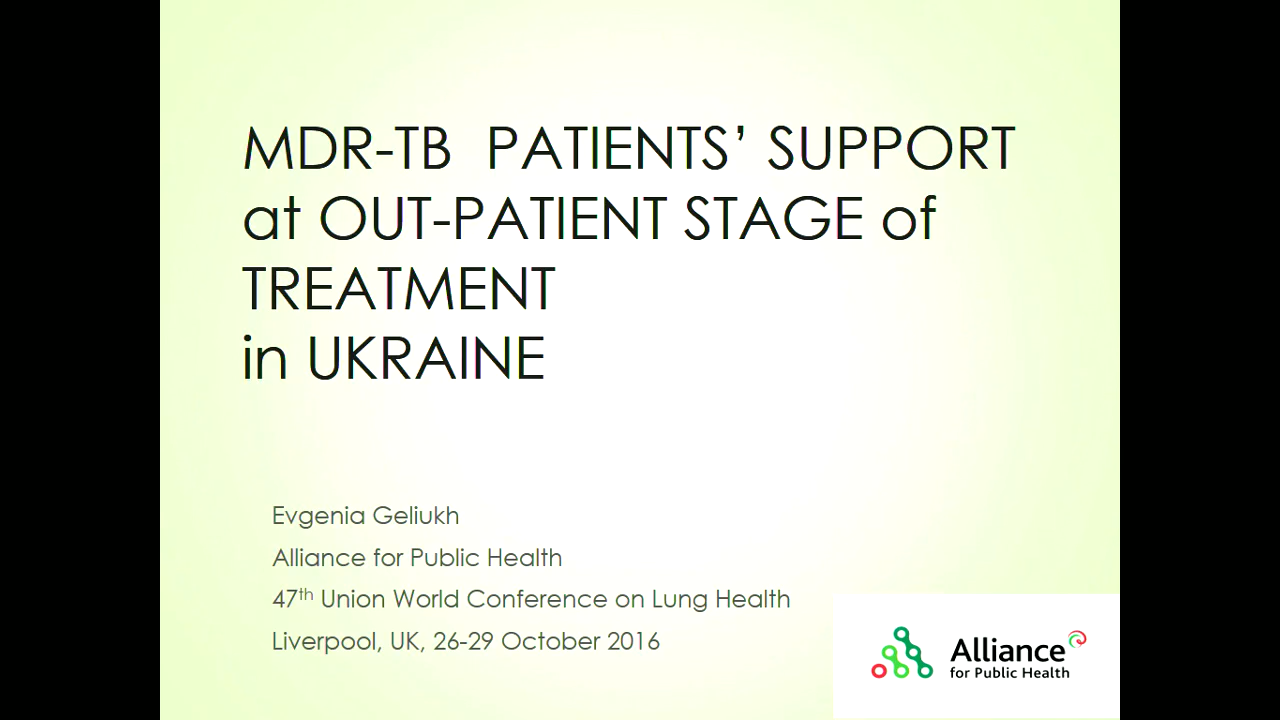 MDR-TB PATIENTS’ SUPPORT
at OUT-PATIENT STAGE of
TREATMENT
in UKRAINE
Evgenia Geliukh
Alliance for Public Health
47th Union World Conference on Lung Health
Liverpool, UK, 26-29 October 2016
Alliance
for Public Health